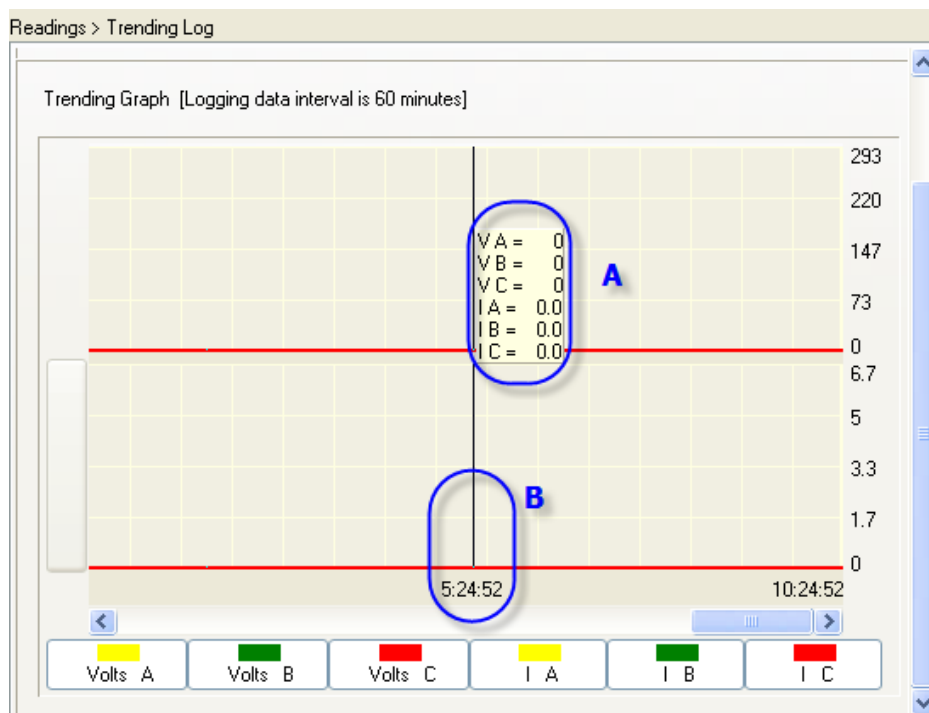 Readings > Trending Log
Trending Graph [Logging data interval is 60 minutes]
293
220
147
73
0
V A = 0
V B = 0
V C = 0
I A = 0.0
I B = 0.0
I C = 0.0
A
6.7
5
3.3
1.7
0
B
5:24:52 10:24:52
Volts A Volts B Volts C I A I B I C